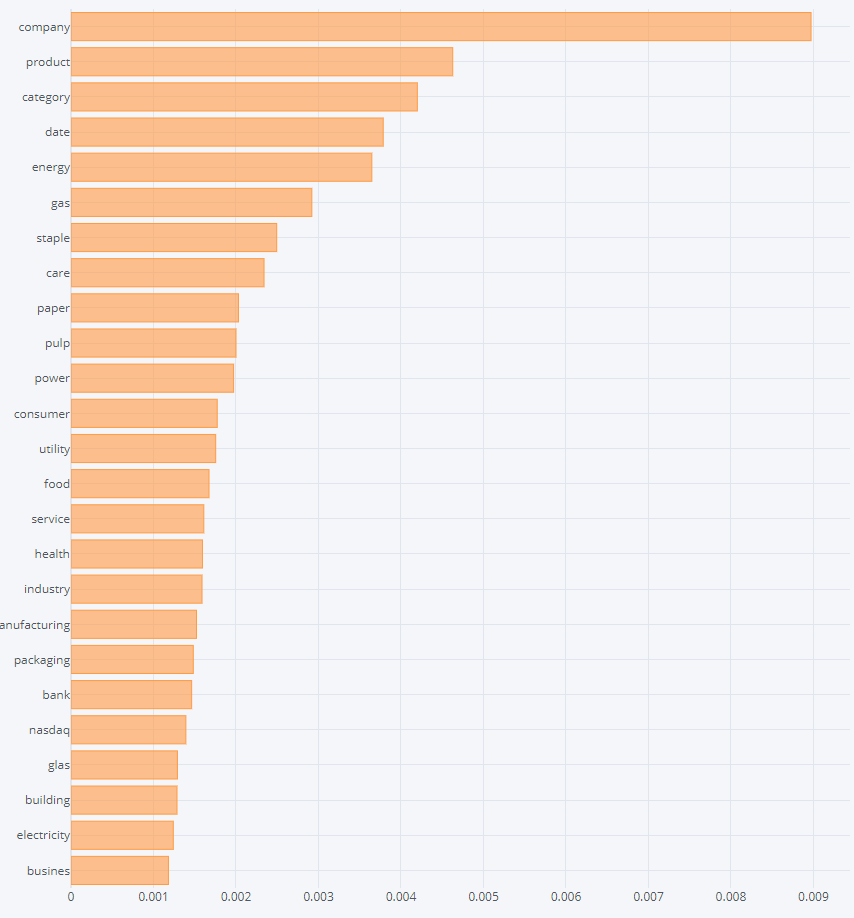 company
product
category
date
energy
gas
staple
care
paper
pulp
power
consumer
utility
food
service
health
industry
anufacturing
packaging
bank
nasdaq
glas
building
electricity
busines
0 0.001 0.002 0.003 0.004 0.005 0.006 0.007 0.008 0.009